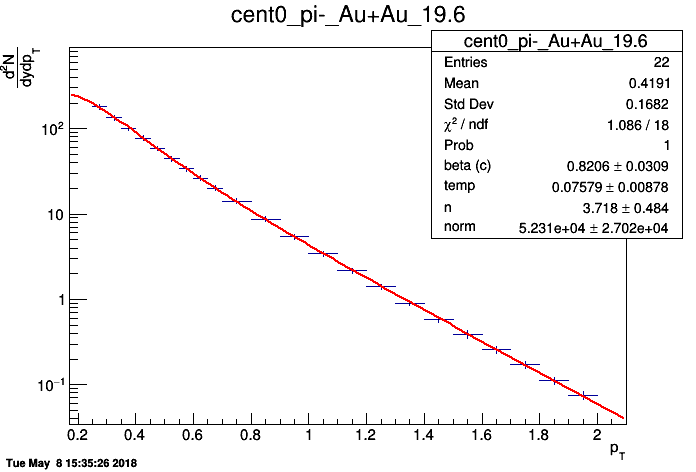 cent0_pi-_Au+Au_19.6
d²N
dydp_T
cent0_pi-_Au+Au_19.6
Entries 22
Mean 0.4191
Std Dev 0.1682
χ² / ndf 1.086 / 18
Prob 1
beta (c) 0.8206 ± 0.0309
temp 0.07579 ± 0.00878
n 3.718 ± 0.484
norm 5.231e+04 ± 2.702e+04
10²
10
1
10⁻¹
0.2 0.4 0.6 0.8 1 1.2 1.4 1.6 1.8 2
p_T
Tue May 8 15:35:26 2018